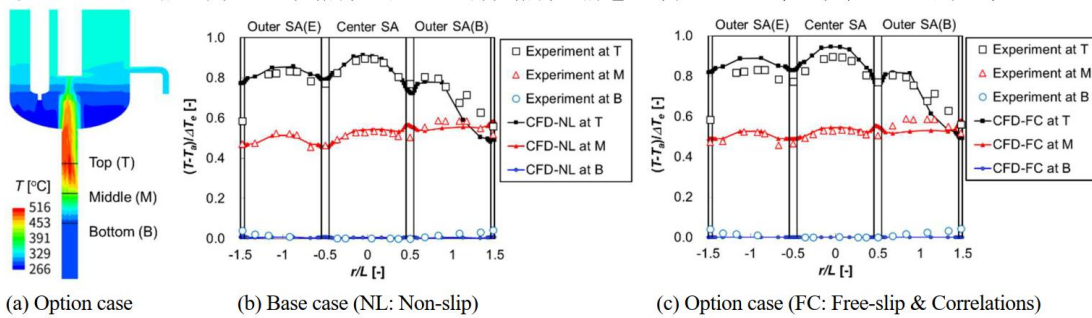 Outer SA(E) Center SA Outer SA(B)
1.0
0.8
0.6
0.4
0.2
0.0
(T-Ta)/ΔTe [-]
-1.5 -1 -0.5 0 0.5 1 1.5
r/L [-]
Experiment at T
Experiment at M
Experiment at B
CFD-NL at T
CFD-NL at M
CFD-NL at B
Outer SA(E) Center SA Outer SA(B)
1.0
0.8
0.6
0.4
0.2
0.0
(T-Ta)/ΔTe [-]
-1.5 -1 -0.5 0 0.5 1 1.5
r/L [-]
Experiment at T
Experiment at M
Experiment at B
CFD-FC at T
CFD-FC at M
CFD-FC at B
Top (T)
Middle (M)
Bottom (B)
T [°C]
516
453
391
329
266
(a) Option case
(b) Base case (NL: Non-slip)
(c) Option case (FC: Free-slip & Correlations)